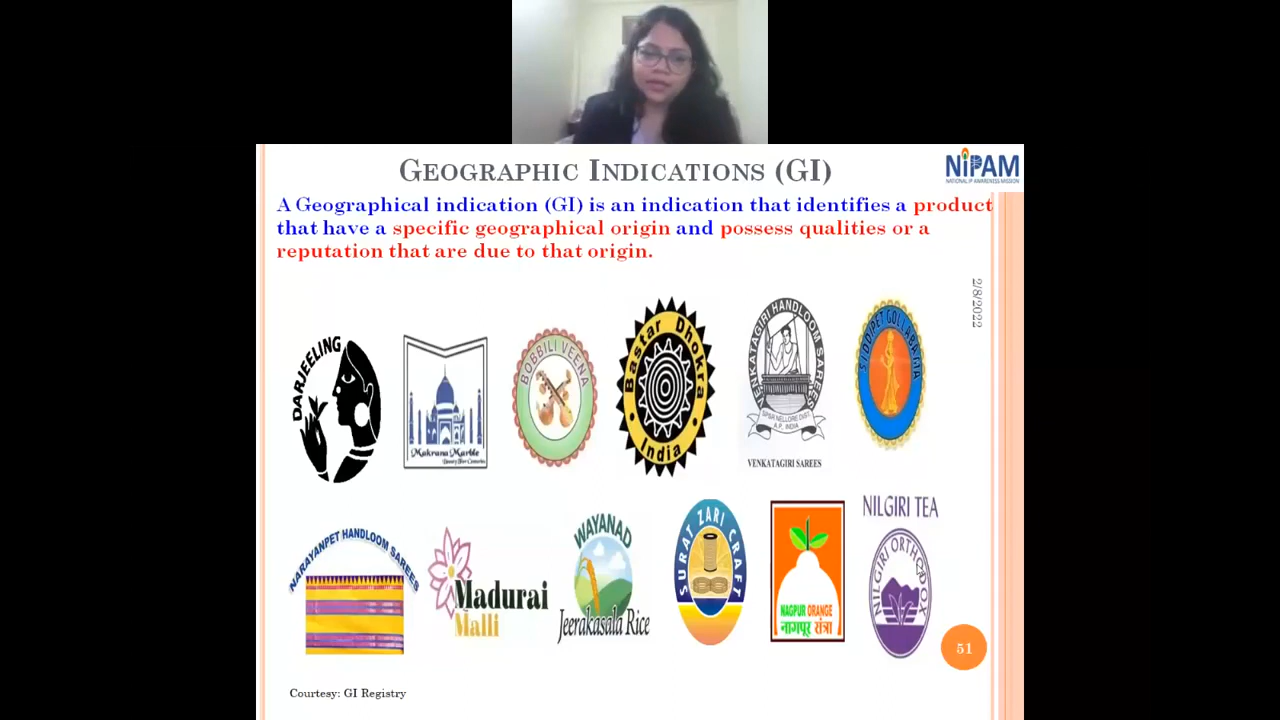 GEOGRAPHIC INDICATIONS (GI)
NiPAM
NATIONAL IP AWARENESS MISSION
A Geographical indication (GI) is an indication that identifies a product
that have a specific geographical origin and possess qualities or a
reputation that are due to that origin.
2/8/2022
DARJEELING
Makrana Marble
BOBBILI VEENA
Bastar Dhokra
India
VENKATAGIRI HANDLOOM SAREES
A.P., INDIA
VENKATAGIRI SAREES
SIDDIPET GOLLABAMA
NARAYANPET HANDLOOM SAREES
Madurai
Malli
WAYANAD
Jeerakasala Rice
SURAT ZARI CRAFT
NAGPUR ORANGE
नागपूर संत्रा
NILGIRI TEA
NILGIRI ORTHODOX
51
Courtesy: GI Registry